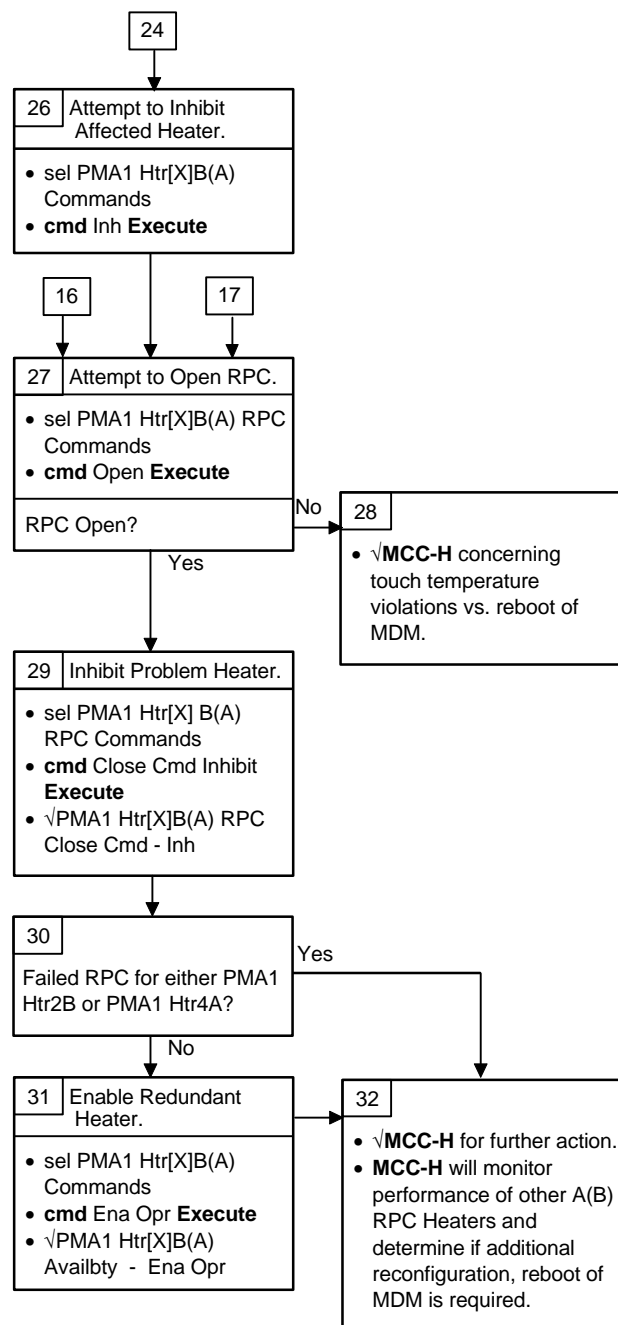 24
26 Attempt to Inhibit
Affected Heater.
• sel PMA1 Htr[X]B(A)
Commands
• cmd Inh Execute
16
17
27 Attempt to Open RPC.
• sel PMA1 Htr[X]B(A) RPC
Commands
• cmd Open Execute
RPC Open?
No
Yes
28
• √MCC-H concerning
touch temperature
violations vs. reboot of
MDM.
29 Inhibit Problem Heater.
• sel PMA1 Htr[X] B(A)
RPC Commands
• cmd Close Cmd Inhibit
Execute
• √PMA1 Htr[X]B(A) RPC
Close Cmd - Inh
30
Failed RPC for either PMA1
Htr2B or PMA1 Htr4A?
Yes
No
31 Enable Redundant
Heater.
• sel PMA1 Htr[X]B(A)
Commands
• cmd Ena Opr Execute
• √PMA1 Htr[X]B(A)
Availbty - Ena Opr
32
• √MCC-H for further action.
• MCC-H will monitor
performance of other A(B)
RPC Heaters and
determine if additional
reconfiguration, reboot of
MDM is required.